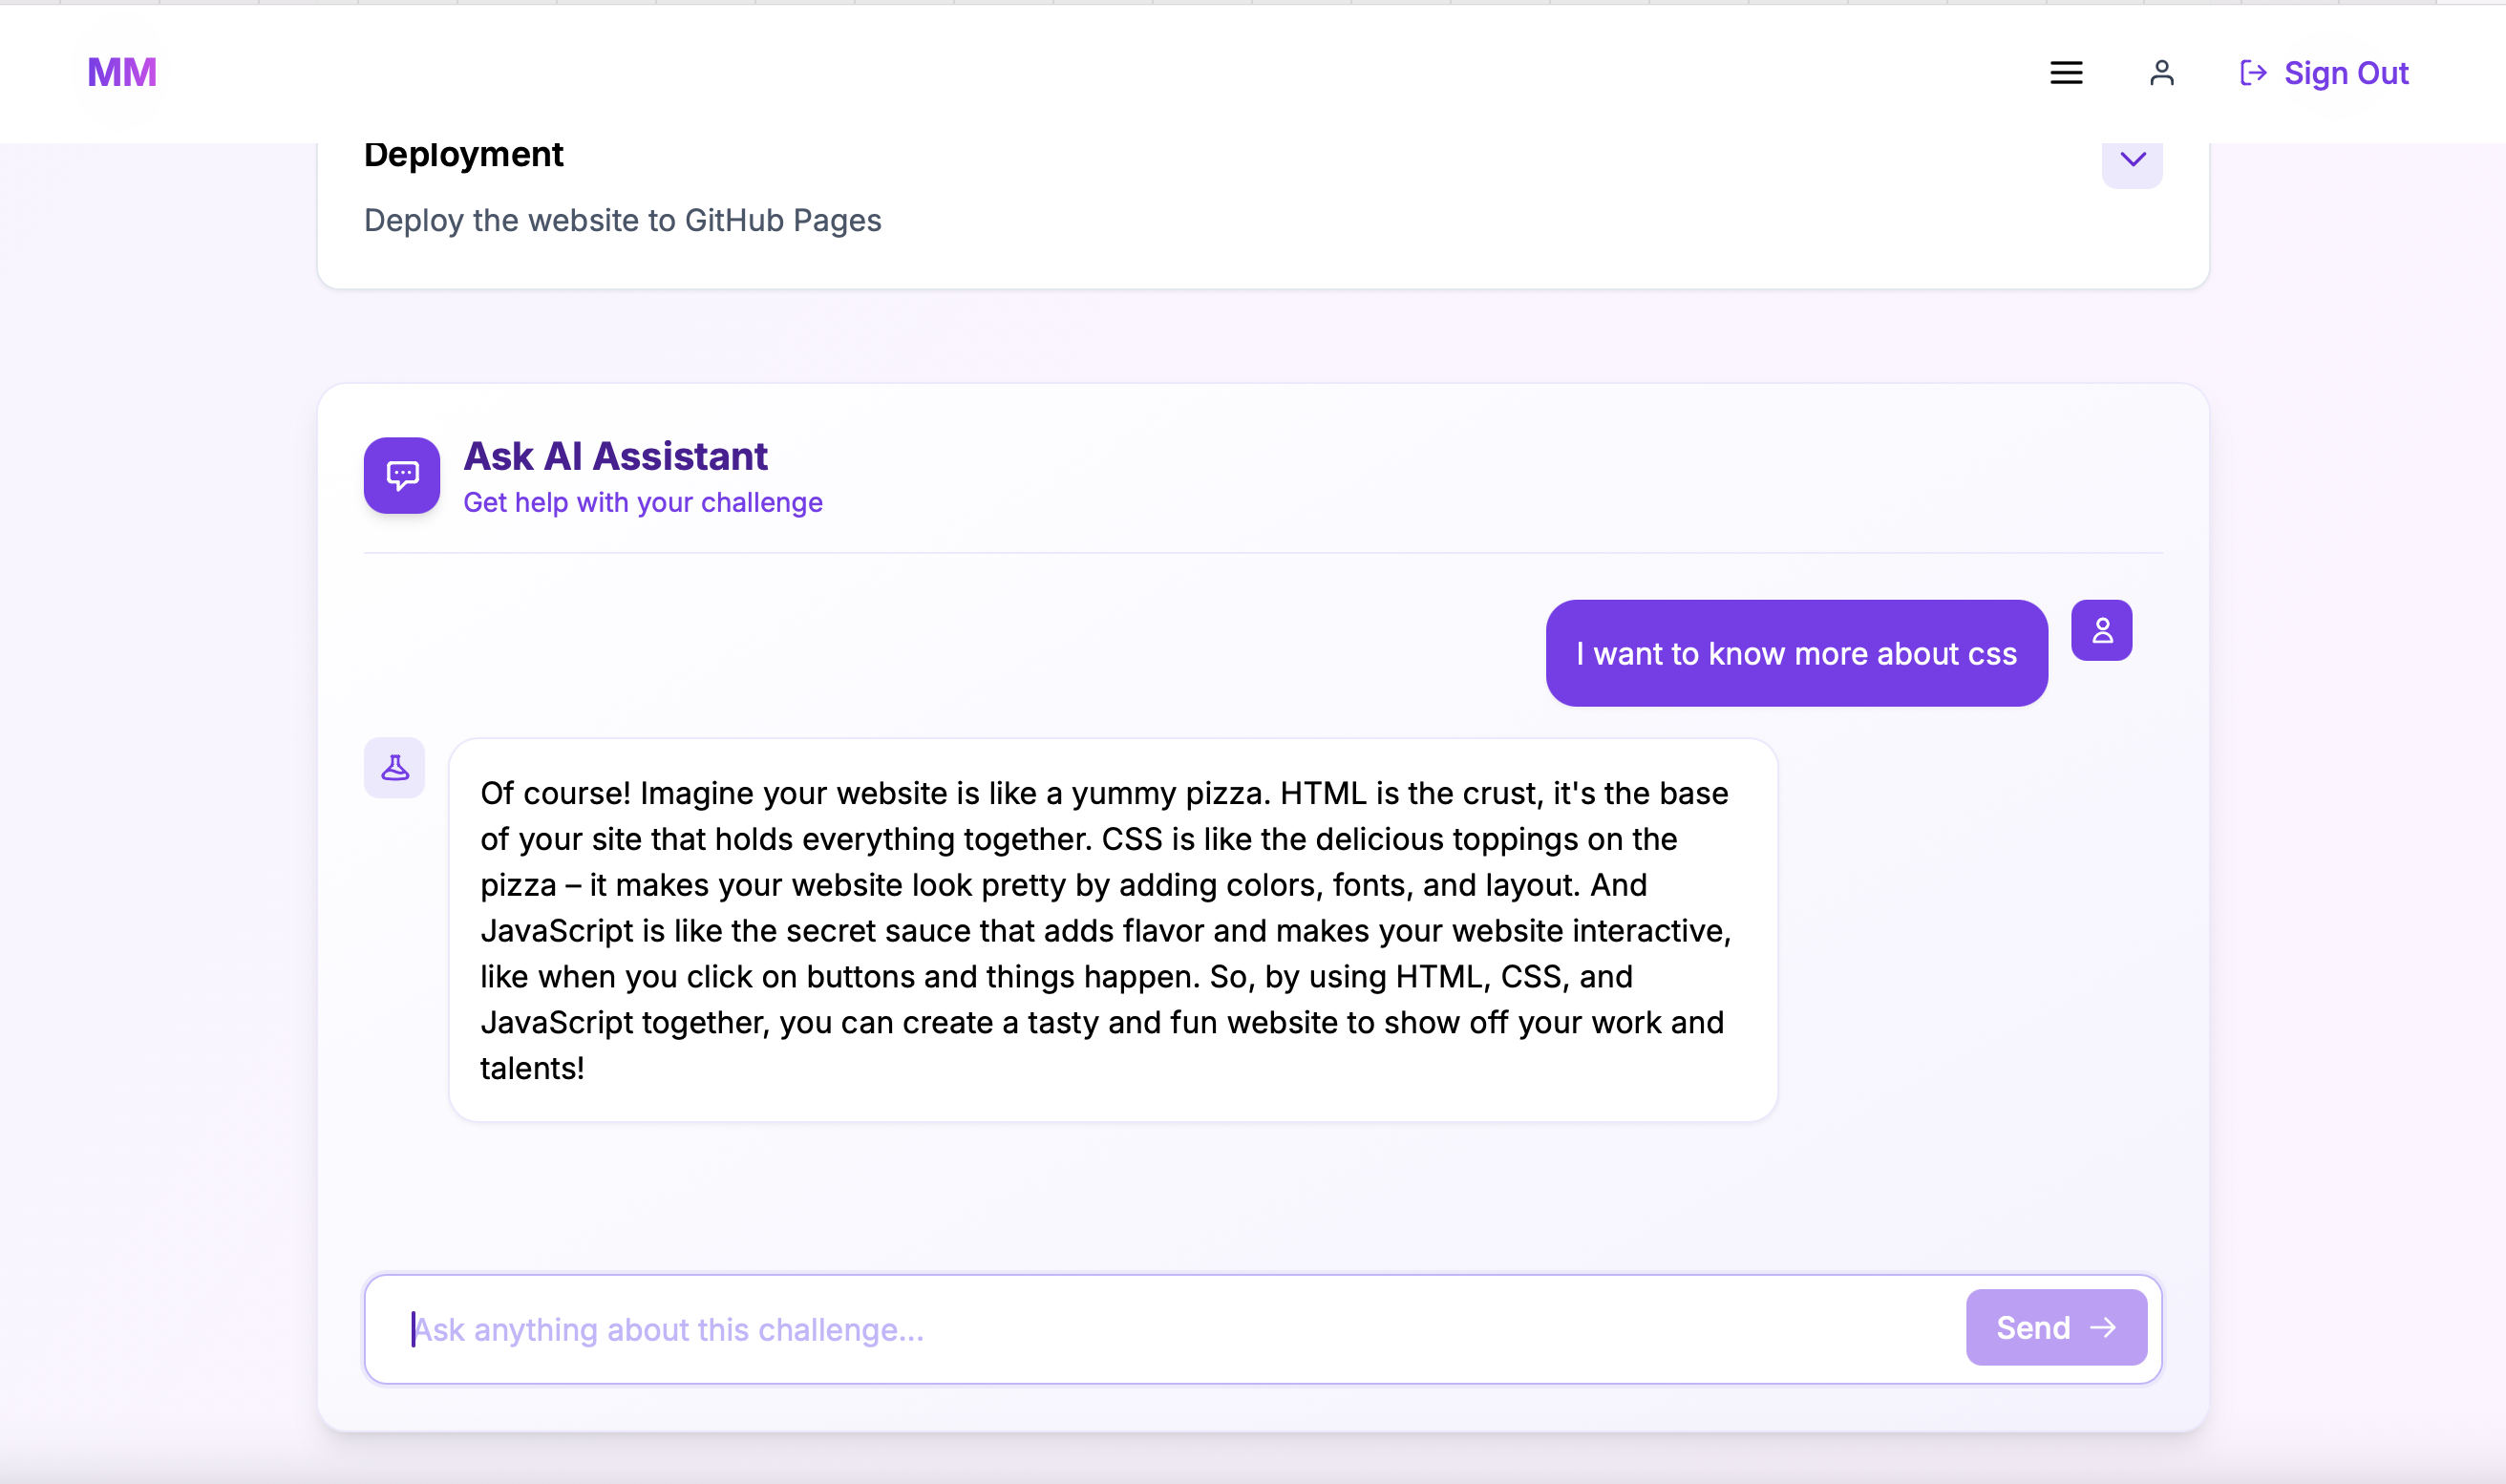 MM
Sign Out
Deployment
Deploy the website to GitHub Pages
Ask AI Assistant
Get help with your challenge
I want to know more about css
Of course! Imagine your website is like a yummy pizza. HTML is the crust, it's the base
of your site that holds everything together. CSS is like the delicious toppings on the
pizza – it makes your website look pretty by adding colors, fonts, and layout. And
JavaScript is like the secret sauce that adds flavor and makes your website interactive,
like when you click on buttons and things happen. So, by using HTML, CSS, and
JavaScript together, you can create a tasty and fun website to show off your work and
talents!
Ask anything about this challenge...
Send